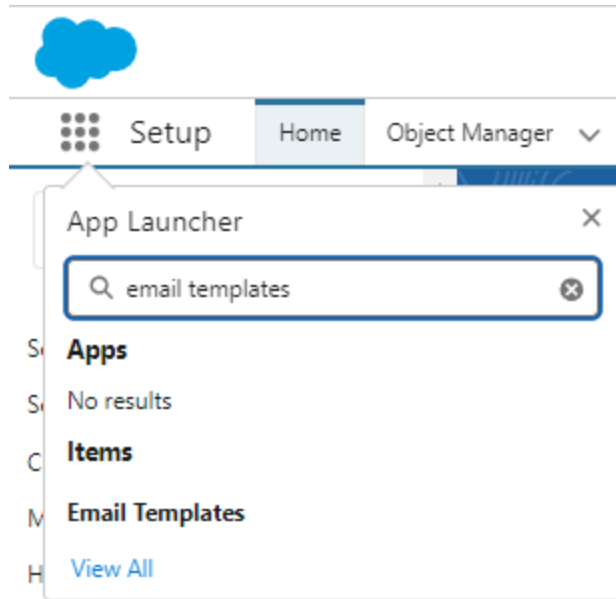 Setup Home Object Manager
App Launcher
email templates
Apps
No results
Items
Email Templates
View All